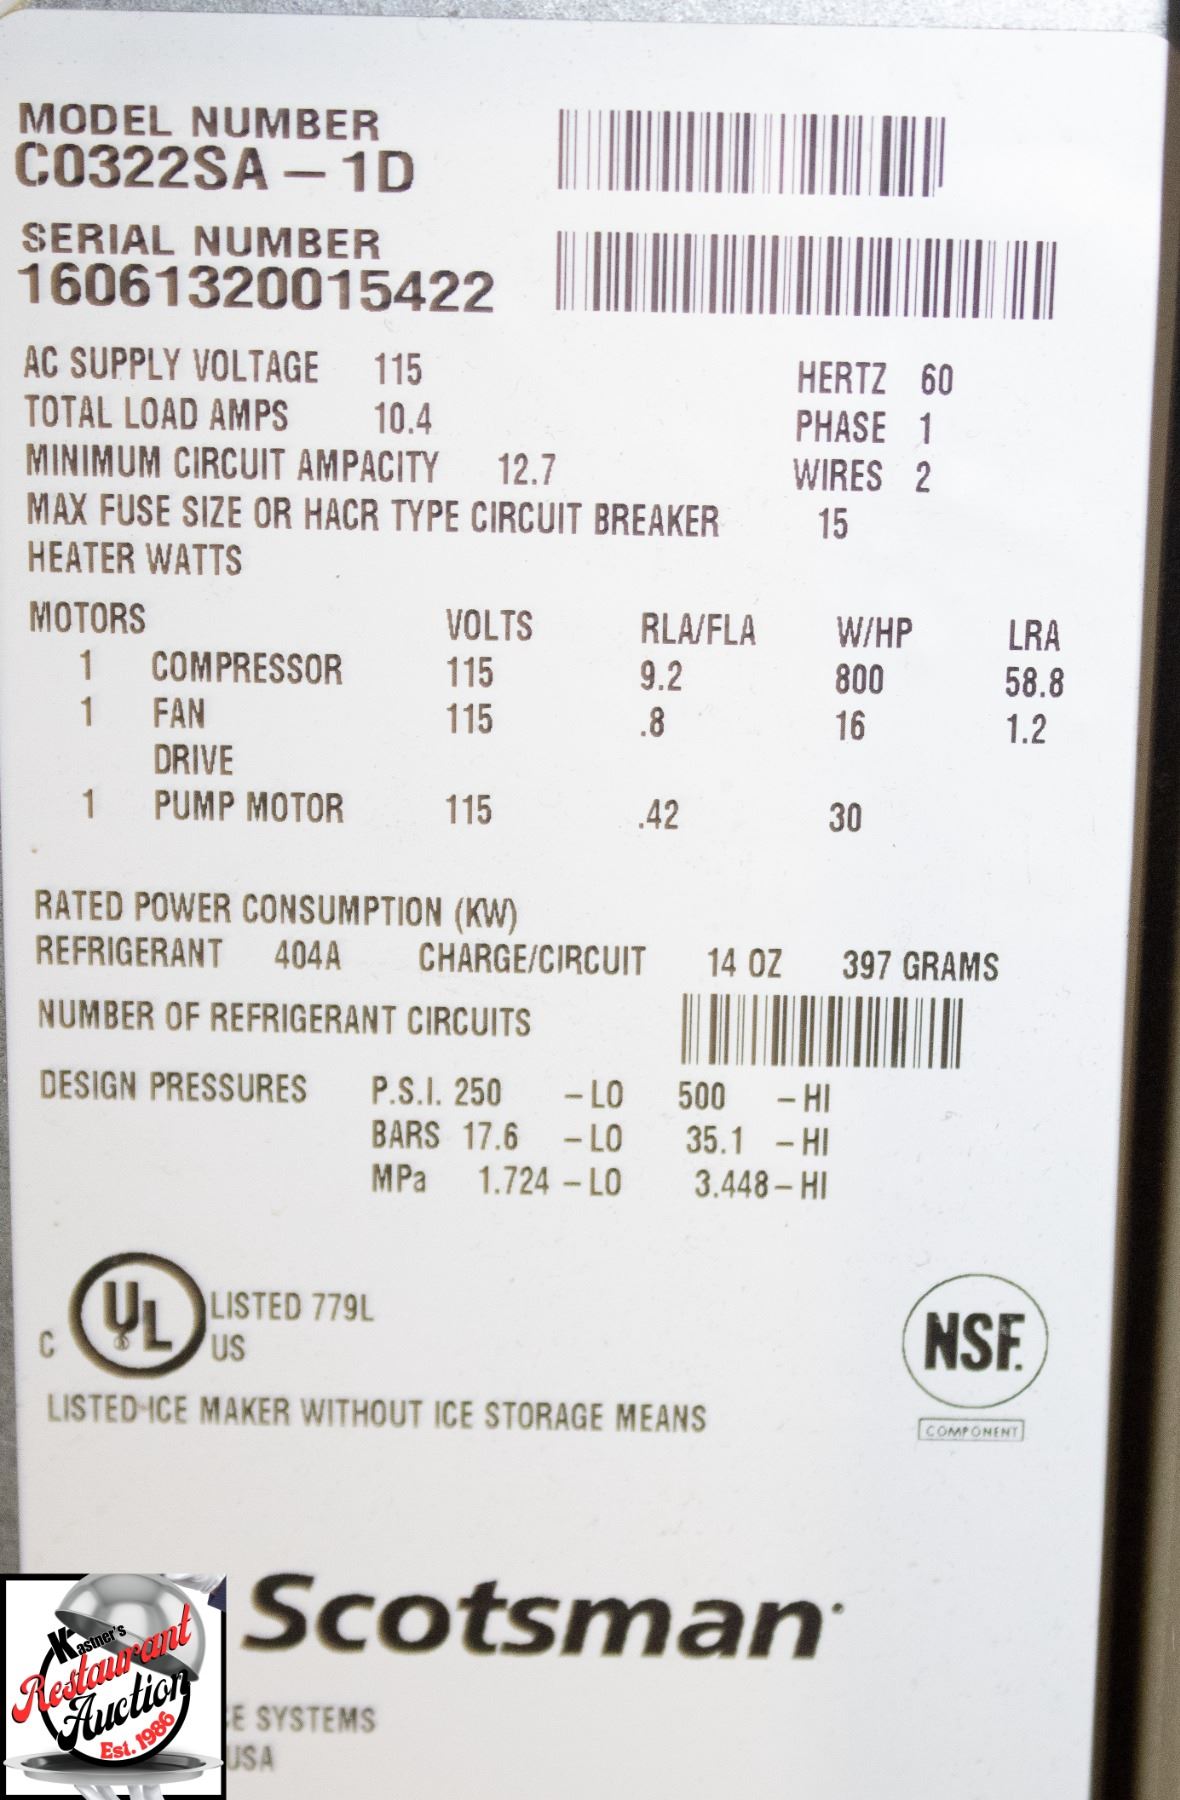 MODEL NUMBER
C0322SA – 1D
SERIAL NUMBER
16061320015422
AC SUPPLY VOLTAGE 115 HERTZ 60
TOTAL LOAD AMPS 10.4 PHASE 1
MINIMUM CIRCUIT AMPACITY 12.7 WIRES 2
MAX FUSE SIZE OR HACR TYPE CIRCUIT BREAKER 15
HEATER WATTS
MOTORS VOLTS RLA/FLA W/HP LRA
1 COMPRESSOR 115 9.2 800 58.8
1 FAN 115 .8 16 1.2
DRIVE
1 PUMP MOTOR 115 .42 30
RATED POWER CONSUMPTION (KW)
REFRIGERANT 404A CHARGE/CIRCUIT 14 OZ 397 GRAMS
NUMBER OF REFRIGERANT CIRCUITS
DESIGN PRESSURES P.S.I. 250 – LO 500 – HI
BARS 17.6 – LO 35.1 – HI
MPa 1.724 – LO 3.448 – HI
C UL LISTED 779L
US
NSF.
COMPONENT
LISTED ICE MAKER WITHOUT ICE STORAGE MEANS
Scotsman
SYSTEMS
USA
Kastner's
Restaurant
Auction
Est. 1986